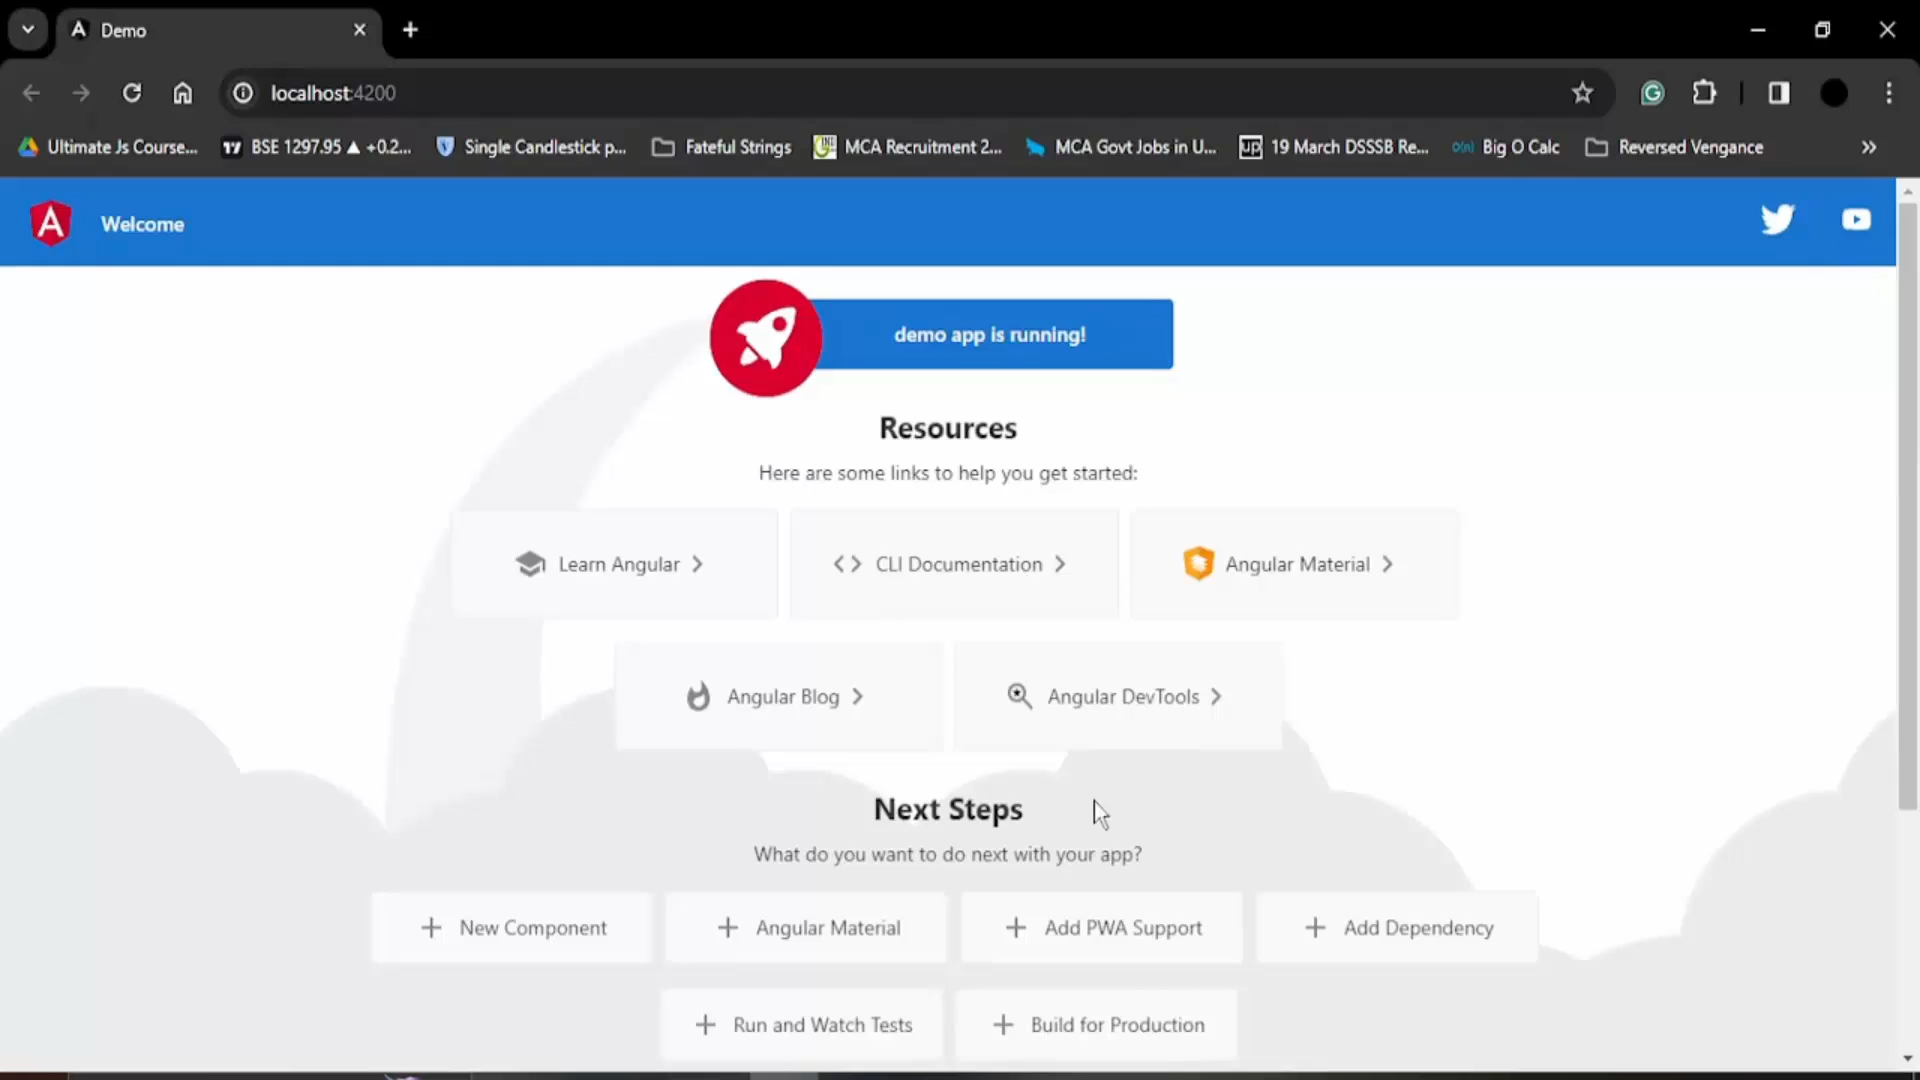 Demo
localhost:4200
Ultimate Js Course... BSE 1297.95 ▲ +0.2... Single Candlestick p... Fateful Strings MCA Recruitment 2... MCA Govt Jobs in U... up 19 March DSSSB Re... O(n) Big O Calc Reversed Vengance
Welcome
demo app is running!
Resources
Here are some links to help you get started:
Learn Angular CLI Documentation Angular Material
Angular Blog Angular DevTools
Next Steps
What do you want to do next with your app?
New Component Angular Material Add PWA Support Add Dependency
Run and Watch Tests Build for Production